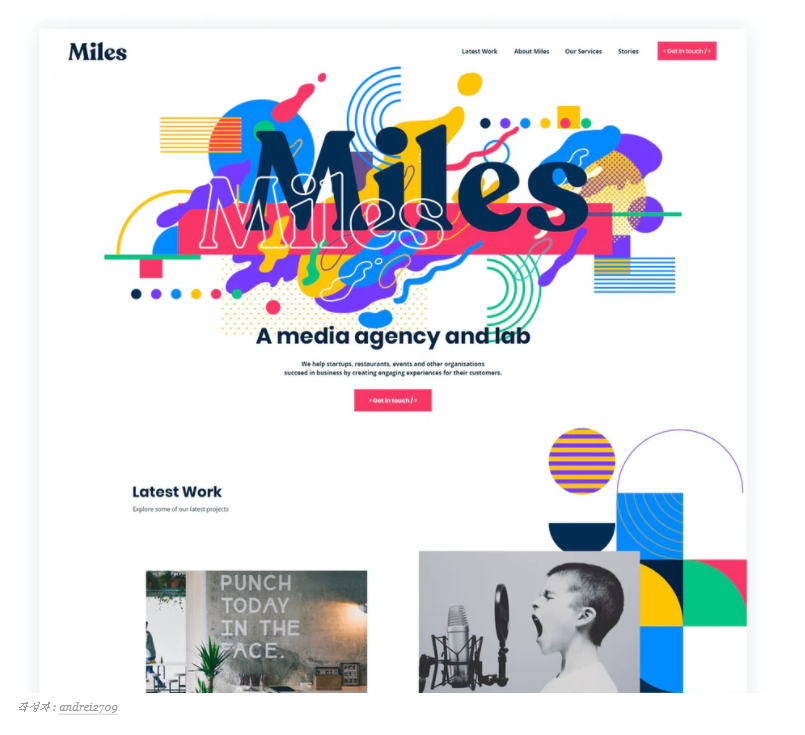 Miles
Latest Work About Miles Our Services Stories < Get in touch / >
Miles
Miles
A media agency and lab
We help startups, restaurants, events and other organisations
succeed in business by creating engaging experiences for their customers.
< Get in touch / >
Latest Work
Explore some of our latest projects
PUNCH
TODAY
IN THE
FACE.
작성자 : andrei2709